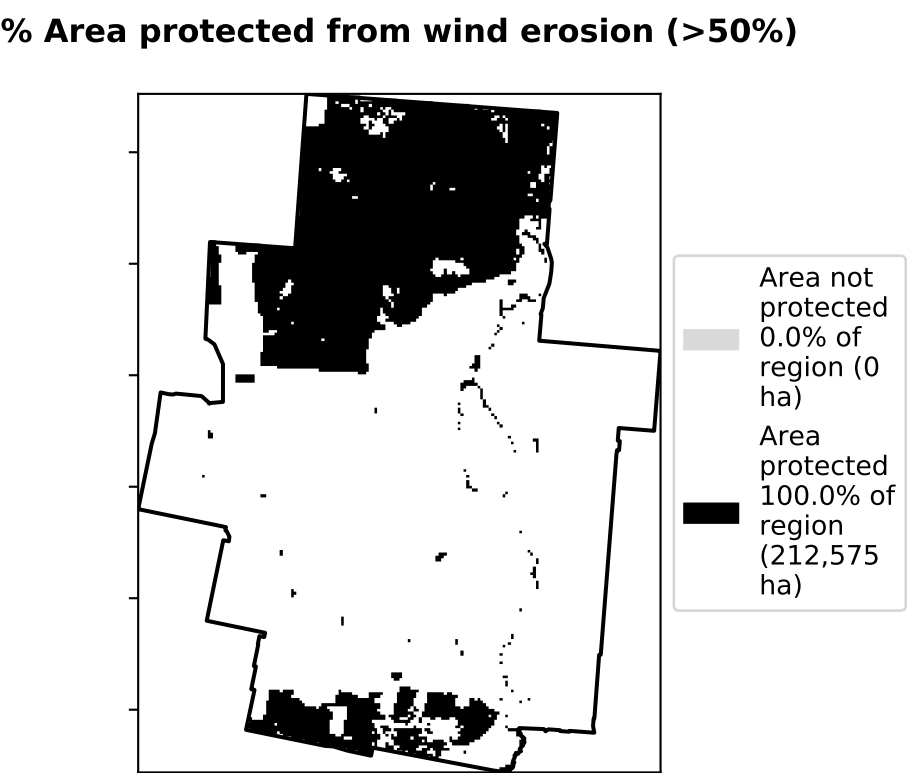 % Area protected from wind erosion (>50%)
Area not
protected
0.0% of
region (0
ha)
Area
protected
100.0% of
region
(212,575
ha)